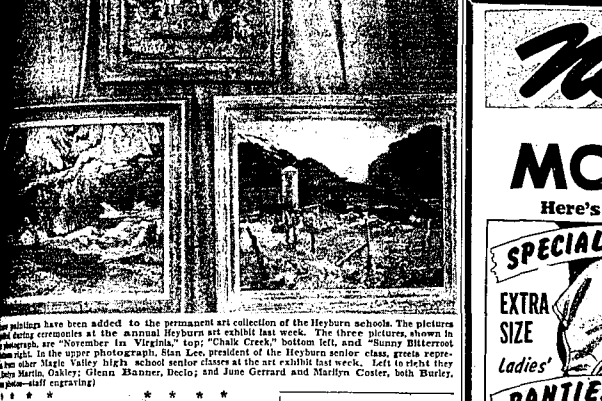 paintings have been added to the permanent art collection of the Heyburn schools. The pictures
during ceremonies at the annual Heyburn art exhibit last week. The three pictures, shown in
photograph, are "November in Virginia," top; "Chalk Creek," bottom left, and "Sunny Bitterroot
right. In the upper photograph, Stan Lee, president of the Heyburn senior class, greets repre-
from other Magic Valley high school senior classes at the art exhibit last week. Left to right they
Martin, Oakley; Glenn Banner, Declo; and June Gerrard and Marilyn Coster, both Burley.
photo—staff engraving)
* * * * * * * *
MO
Here's
SPECIAL
EXTRA
SIZE
Ladies'
PANTIE